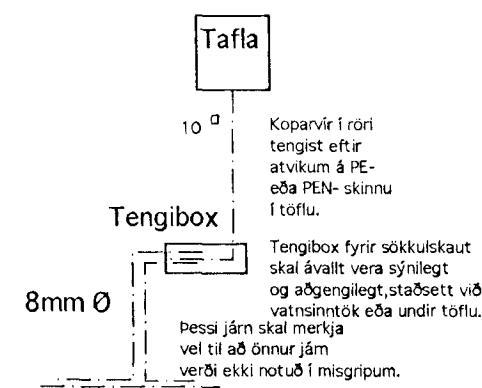 Tafla
10 □
Koparvír í röri
tengist eftir
atvikum á PE-
eða PEN- skinnu
í töflu.
Tengibox
Tengibox fyrir sökkulskaut
skal ávallt vera sýnilegt
og aðgengilegt,staðsett við
vatnsinntök eða undir töflu.
8mm Ø
Þessi járn skal merkja
vel til að önnur járn
verði ekki notuð í misgripum.